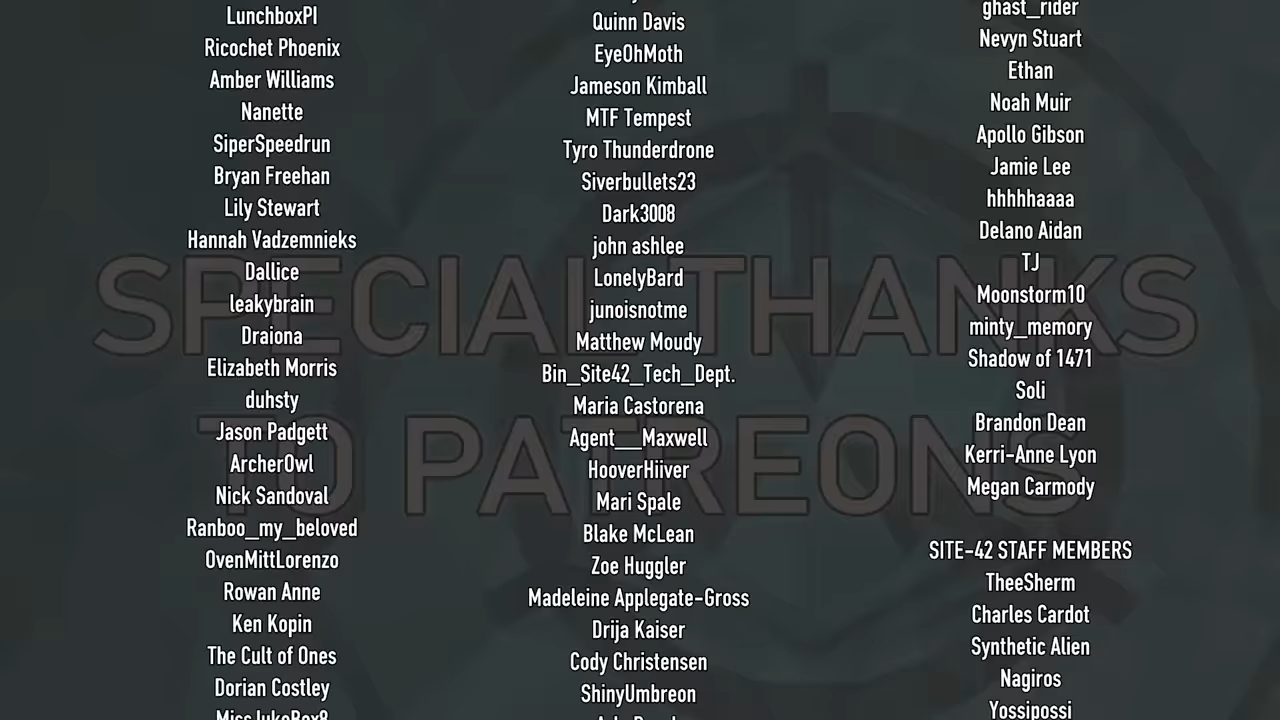 SPECIAL THANKS
TO PATREONS
LunchboxPI
Ricochet Phoenix
Amber Williams
Nanette
SiperSpeedrun
Bryan Freehan
Lily Stewart
Hannah Vadzemnieks
Dallice
leakybrain
Draiona
Elizabeth Morris
duhsty
Jason Padgett
ArcherOwl
Nick Sandoval
Ranboo_my_beloved
OvenMittLorenzo
Rowan Anne
Ken Kopin
The Cult of Ones
Dorian Costley
MissJukeBox8
Quinn Davis
EyeOhMoth
Jameson Kimball
MTF Tempest
Tyro Thunderdrone
Siverbullets23
Dark3008
john ashlee
LonelyBard
junoisnotme
Matthew Moudy
Bin_Site42_Tech_Dept.
Maria Castorena
Agent__Maxwell
HooverHiiver
Mari Spale
Blake McLean
Zoe Huggler
Madeleine Applegate-Gross
Drija Kaiser
Cody Christensen
ShinyUmbreon
ghast_rider
Nevyn Stuart
Ethan
Noah Muir
Apollo Gibson
Jamie Lee
hhhhhaaaa
Delano Aidan
TJ
Moonstorm10
minty_memory
Shadow of 1471
Soli
Brandon Dean
Kerri-Anne Lyon
Megan Carmody
SITE-42 STAFF MEMBERS
TheeSherm
Charles Cardot
Synthetic Alien
Nagiros
Yossipossi